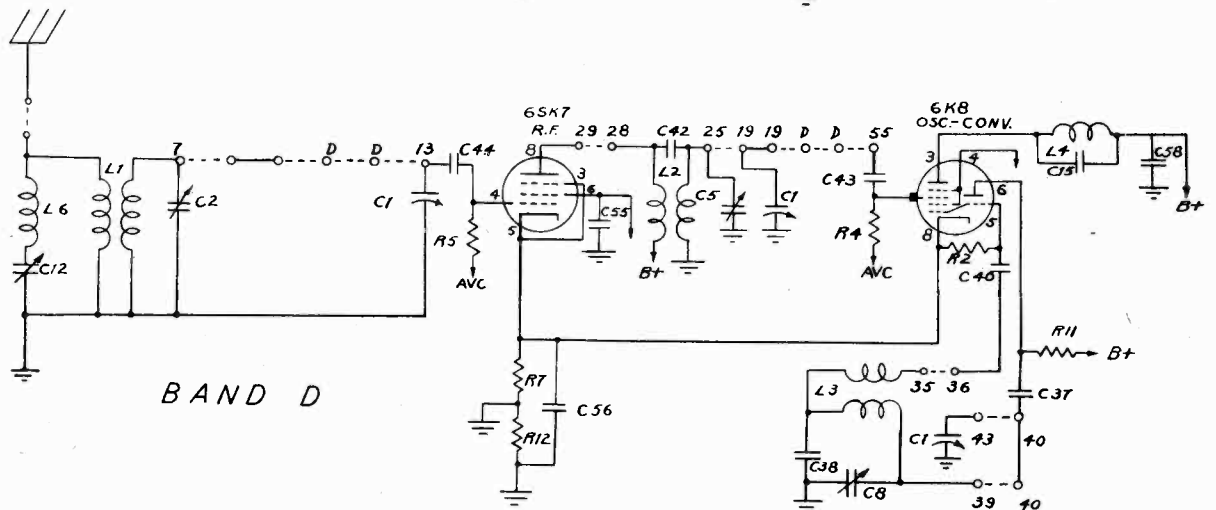 6SK7
R.F.
6K8
OSC.-CONV.
7
D
D
13
C44
8
29
28
C42
25
19
19
D
D
55
3
4
L4
C15
C58
B+
L1
C2
C1
4
3
6
5
C55
L2
C5
C1
C43
6
5
8
L6
C12
R5
AVC
B+
R4
AVC
R2
C40
R11
B+
BAND D
R7
C56
R12
L3
35
36
C37
C1
43
40
C38
C8
39
40